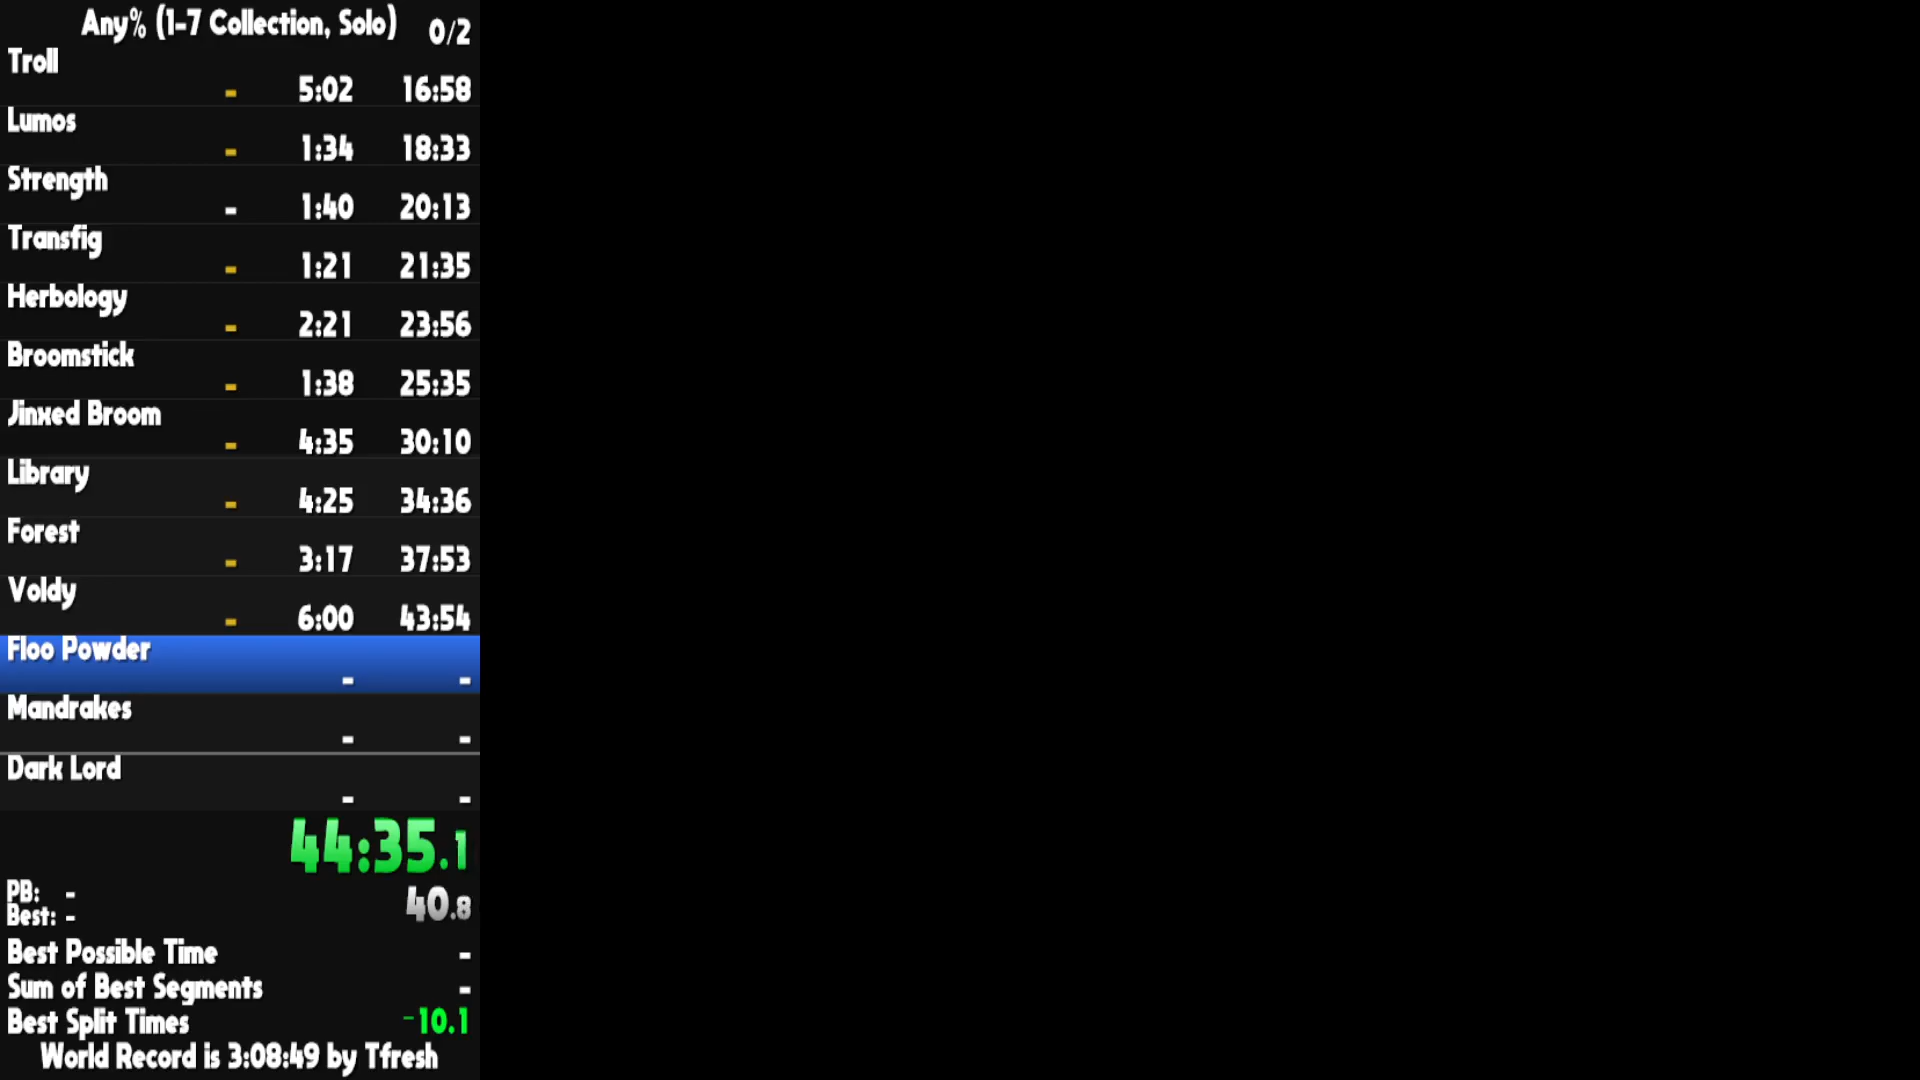 Any% (1-7 Collection, Solo) 0/2
Troll
- 5:02 16:58
Lumos
- 1:34 18:33
Strength
- 1:40 20:13
Transfig
- 1:21 21:35
Herbology
- 2:21 23:56
Broomstick
- 1:38 25:35
Jinxed Broom
- 4:35 30:10
Library
- 4:25 34:36
Forest
- 3:17 37:53
Voldy
- 6:00 43:54
Floo Powder
- -
Mandrakes
- -
Dark Lord
- -
44:35.1
PB: - 40.8
Best: -
Best Possible Time -
Sum of Best Segments -
Best Split Times -10.1
World Record is 3:08:49 by Tfresh